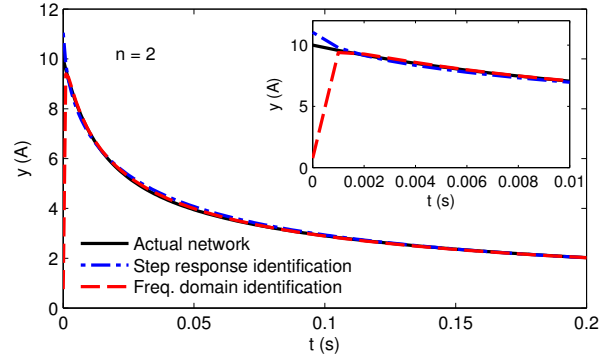 12
10
8
6
4
2
0
y (A)
n = 2
10
5
0
y (A)
0
0.002
0.004
0.006
0.008
0.01
t (s)
Actual network
Step response identification
Freq. domain identification
0
0.05
0.1
0.15
0.2
t (s)